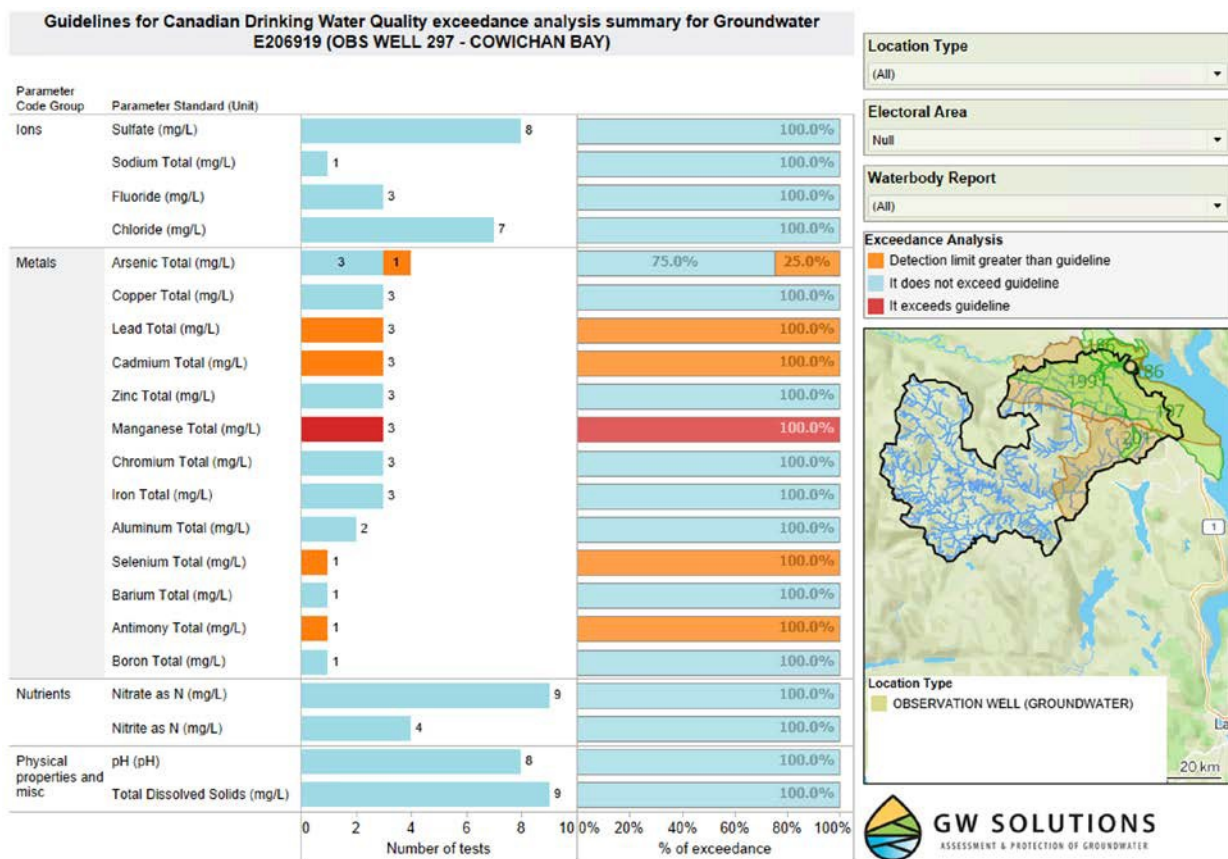 Guidelines for Canadian Drinking Water Quality exceedance analysis summary for Groundwater
E206919 (OBS WELL 297 - COWICHAN BAY)
Parameter
Code Group
Parameter Standard (Unit)
Ions
Sulfate (mg/L)
8
100.0%
Sodium Total (mg/L)
1
100.0%
Fluoride (mg/L)
3
100.0%
Chloride (mg/L)
7
100.0%
Metals
Arsenic Total (mg/L)
3
1
75.0%
25.0%
Copper Total (mg/L)
3
100.0%
Lead Total (mg/L)
3
100.0%
Cadmium Total (mg/L)
3
100.0%
Zinc Total (mg/L)
3
100.0%
Manganese Total (mg/L)
3
100.0%
Chromium Total (mg/L)
3
100.0%
Iron Total (mg/L)
3
100.0%
Aluminum Total (mg/L)
2
100.0%
Selenium Total (mg/L)
1
100.0%
Barium Total (mg/L)
1
100.0%
Antimony Total (mg/L)
1
100.0%
Boron Total (mg/L)
1
100.0%
Nutrients
Nitrate as N (mg/L)
9
100.0%
Nitrite as N (mg/L)
4
100.0%
Physical
properties and
misc
pH (pH)
8
100.0%
Total Dissolved Solids (mg/L)
9
100.0%
0 2 4 6 8 10
Number of tests
0% 20% 40% 60% 80% 100%
% of exceedance
Location Type
(All)
Electoral Area
Null
Waterbody Report
(All)
Exceedance Analysis
Detection limit greater than guideline
It does not exceed guideline
It exceeds guideline
186
199
197
201
1
La
Location Type
OBSERVATION WELL (GROUNDWATER)
20 km
GW SOLUTIONS
ASSESSMENT & PROTECTION OF GROUNDWATER